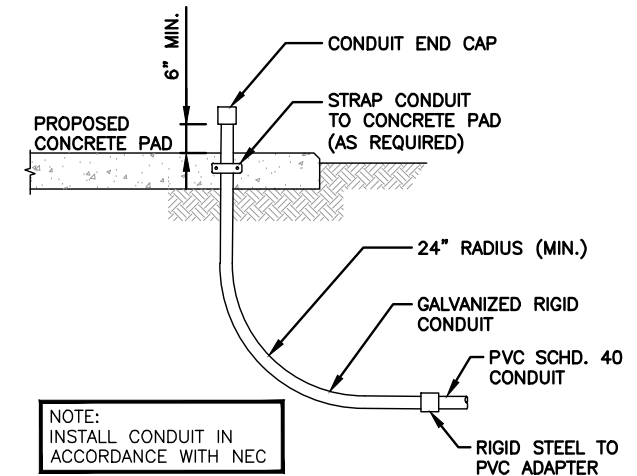 6" MIN.
CONDUIT END CAP
STRAP CONDUIT
TO CONCRETE PAD
(AS REQUIRED)
PROPOSED
CONCRETE PAD
24" RADIUS (MIN.)
GALVANIZED RIGID
CONDUIT
PVC SCHD. 40
CONDUIT
RIGID STEEL TO
PVC ADAPTER
NOTE:
INSTALL CONDUIT IN
ACCORDANCE WITH NEC